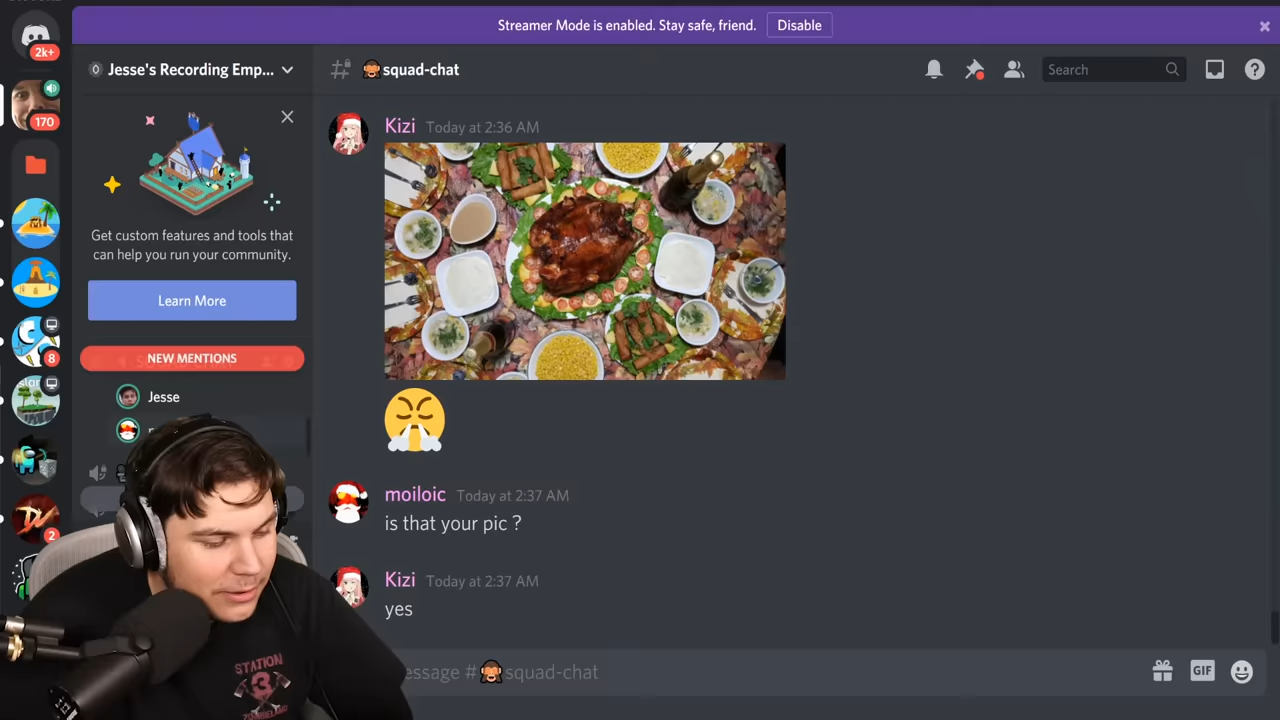 Streamer Mode is enabled. Stay safe, friend.
Disable
2k+
Jesse's Recording Emp...
squad-chat
Search
170
Kizi Today at 2:36 AM
Get custom features and tools that
can help you run your community.
Learn More
NEW MENTIONS
8
Jesse
moiloic Today at 2:37 AM
is that your pic ?
2
Kizi Today at 2:37 AM
yes
essage # squad-chat
GIF
STATION
3
ZOMBIELAND